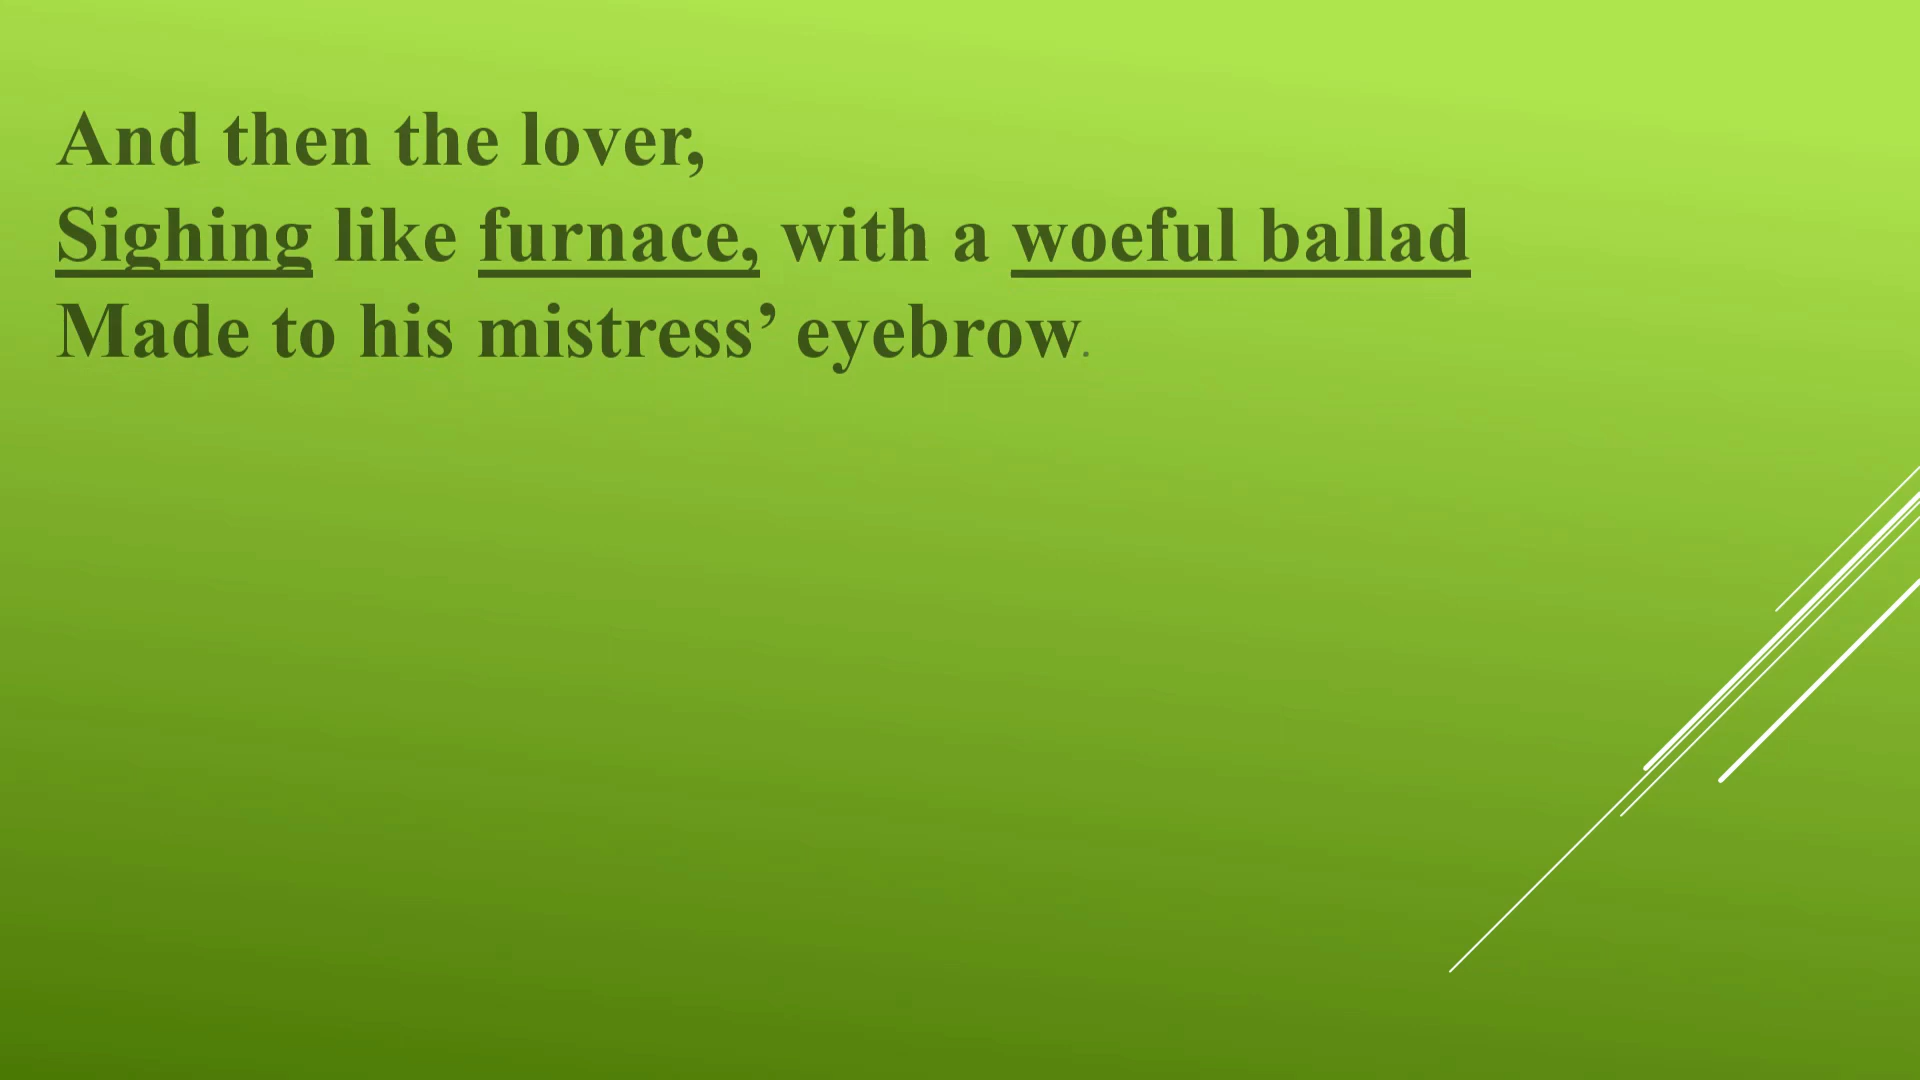 And then the lover,
Sighing like furnace, with a woeful ballad
Made to his mistress’ eyebrow.